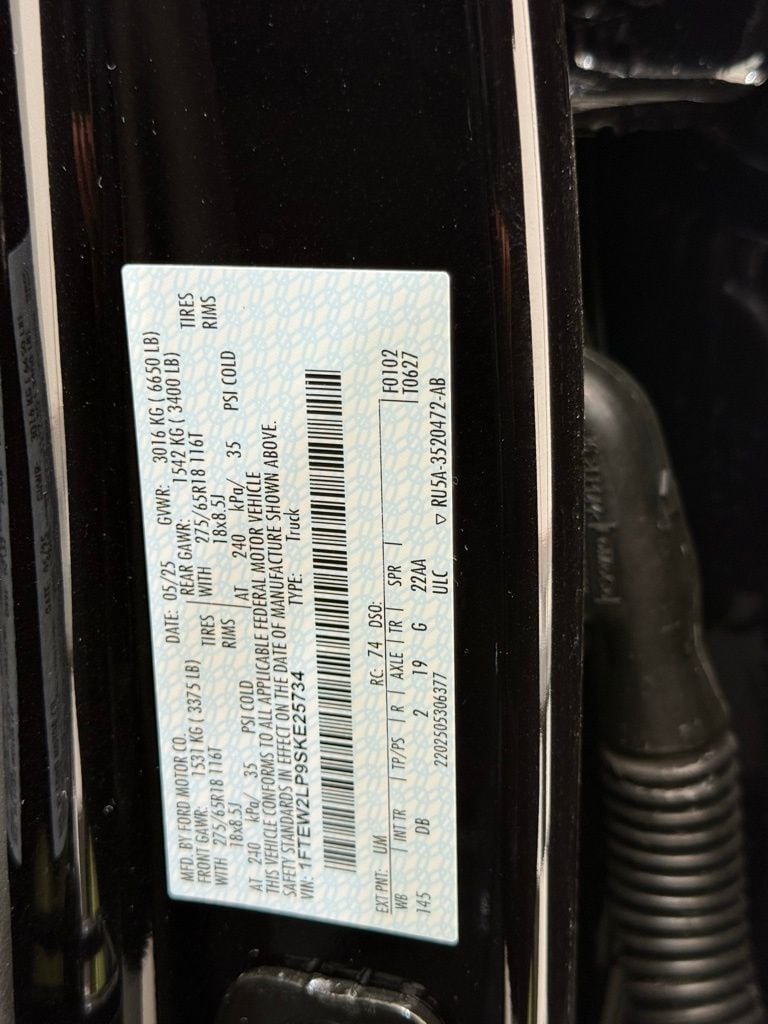 MFD. BY FORD MOTOR CO.
DATE: 05/25 GVWR: 3016 KG ( 6650 LB)
FRONT GAWR: 1531 KG ( 3375 LB) REAR GAWR: 1542 KG ( 3400 LB)
WITH 275/65R18 116T TIRES WITH 275/65R18 116T TIRES
18x8.5J RIMS 18x8.5J RIMS
AT 240 kPa/ 35 PSI COLD AT 240 kPa/ 35 PSI COLD
THIS VEHICLE CONFORMS TO ALL APPLICABLE FEDERAL MOTOR VEHICLE
SAFETY STANDARDS IN EFFECT ON THE DATE OF MANUFACTURE SHOWN ABOVE.
VIN: 1FTEW2LP9SKE25734 TYPE: Truck
EXT PNT: UM RC: 74 DSO: F0102
WB INT TR TP/PS R AXLE TR SPR T0627
145 DB 2 19 G 22AA
2202505306377 ULC ▽ RU5A-3520472-AB